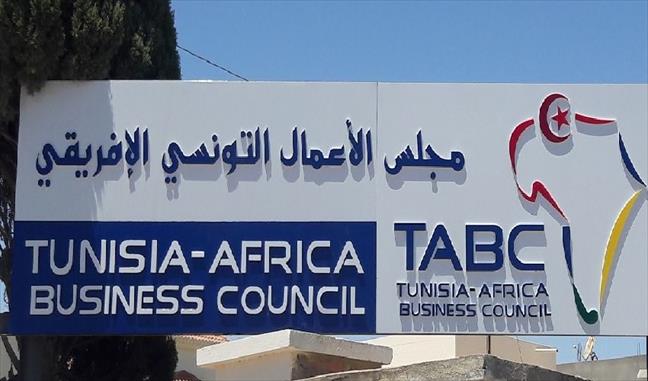 مجلس الأعمال التونسي الإفريقي
TUNISIA-AFRICA
BUSINESS COUNCIL
TABC
TUNISIA-AFRICA
BUSINESS COUNCIL